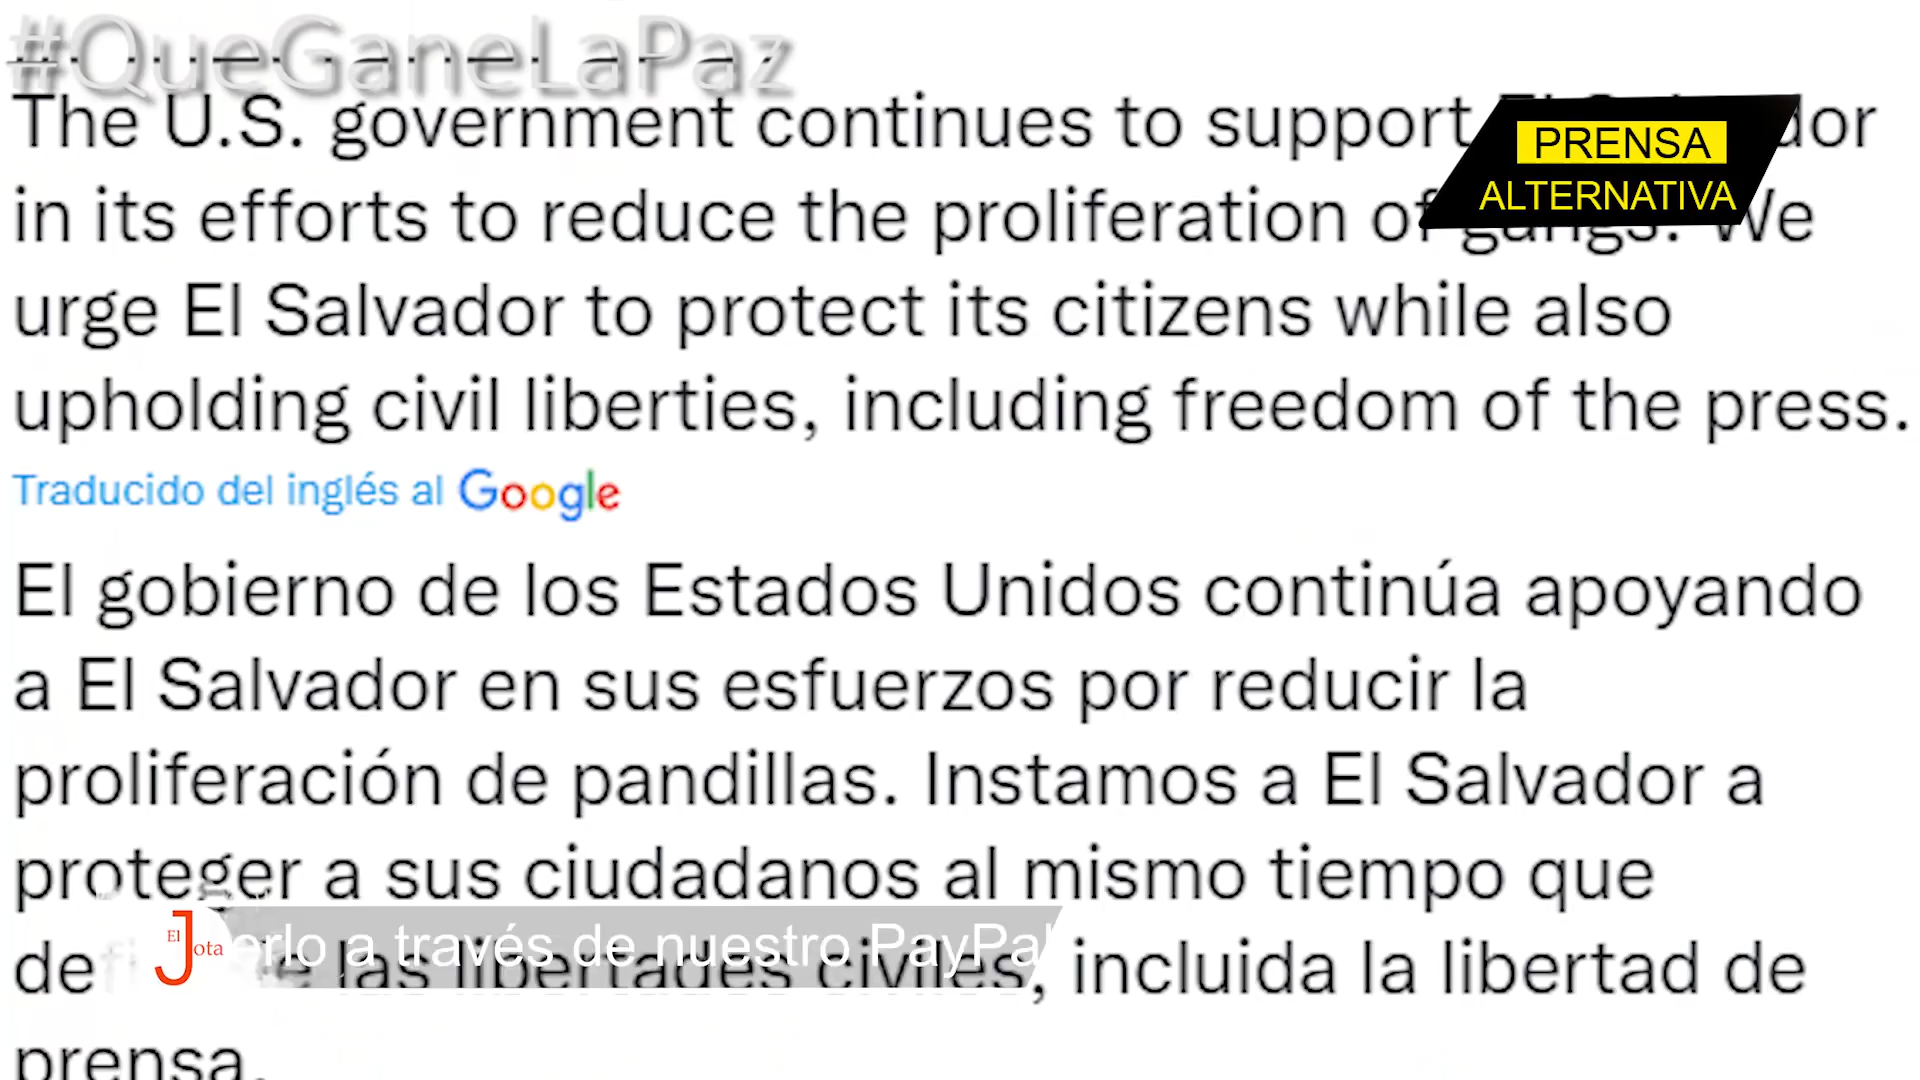 #QueGaneLaPaz
The U.S. government continues to support
in its efforts to reduce the proliferation of gangs. We
urge El Salvador to protect its citizens while also
upholding civil liberties, including freedom of the press.
PRENSA
ALTERNATIVA
Traducido del inglés al Google
El gobierno de los Estados Unidos continúa apoyando
a El Salvador en sus esfuerzos por reducir la
proliferación de pandillas. Instamos a El Salvador a
proteger a sus ciudadanos al mismo tiempo que
las libertades civiles, incluida la libertad de
prensa.
El Jota
a través de nuestro PayPal